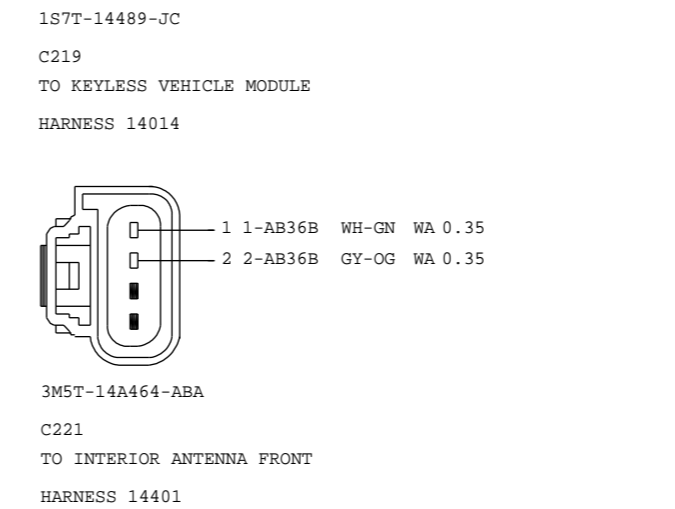 1S7T-14489-JC
C219
TO KEYLESS VEHICLE MODULE
HARNESS 14014
1 1-AB36B WH-GN WA 0.35
2 2-AB36B GY-OG WA 0.35
3M5T-14A464-ABA
C221
TO INTERIOR ANTENNA FRONT
HARNESS 14401